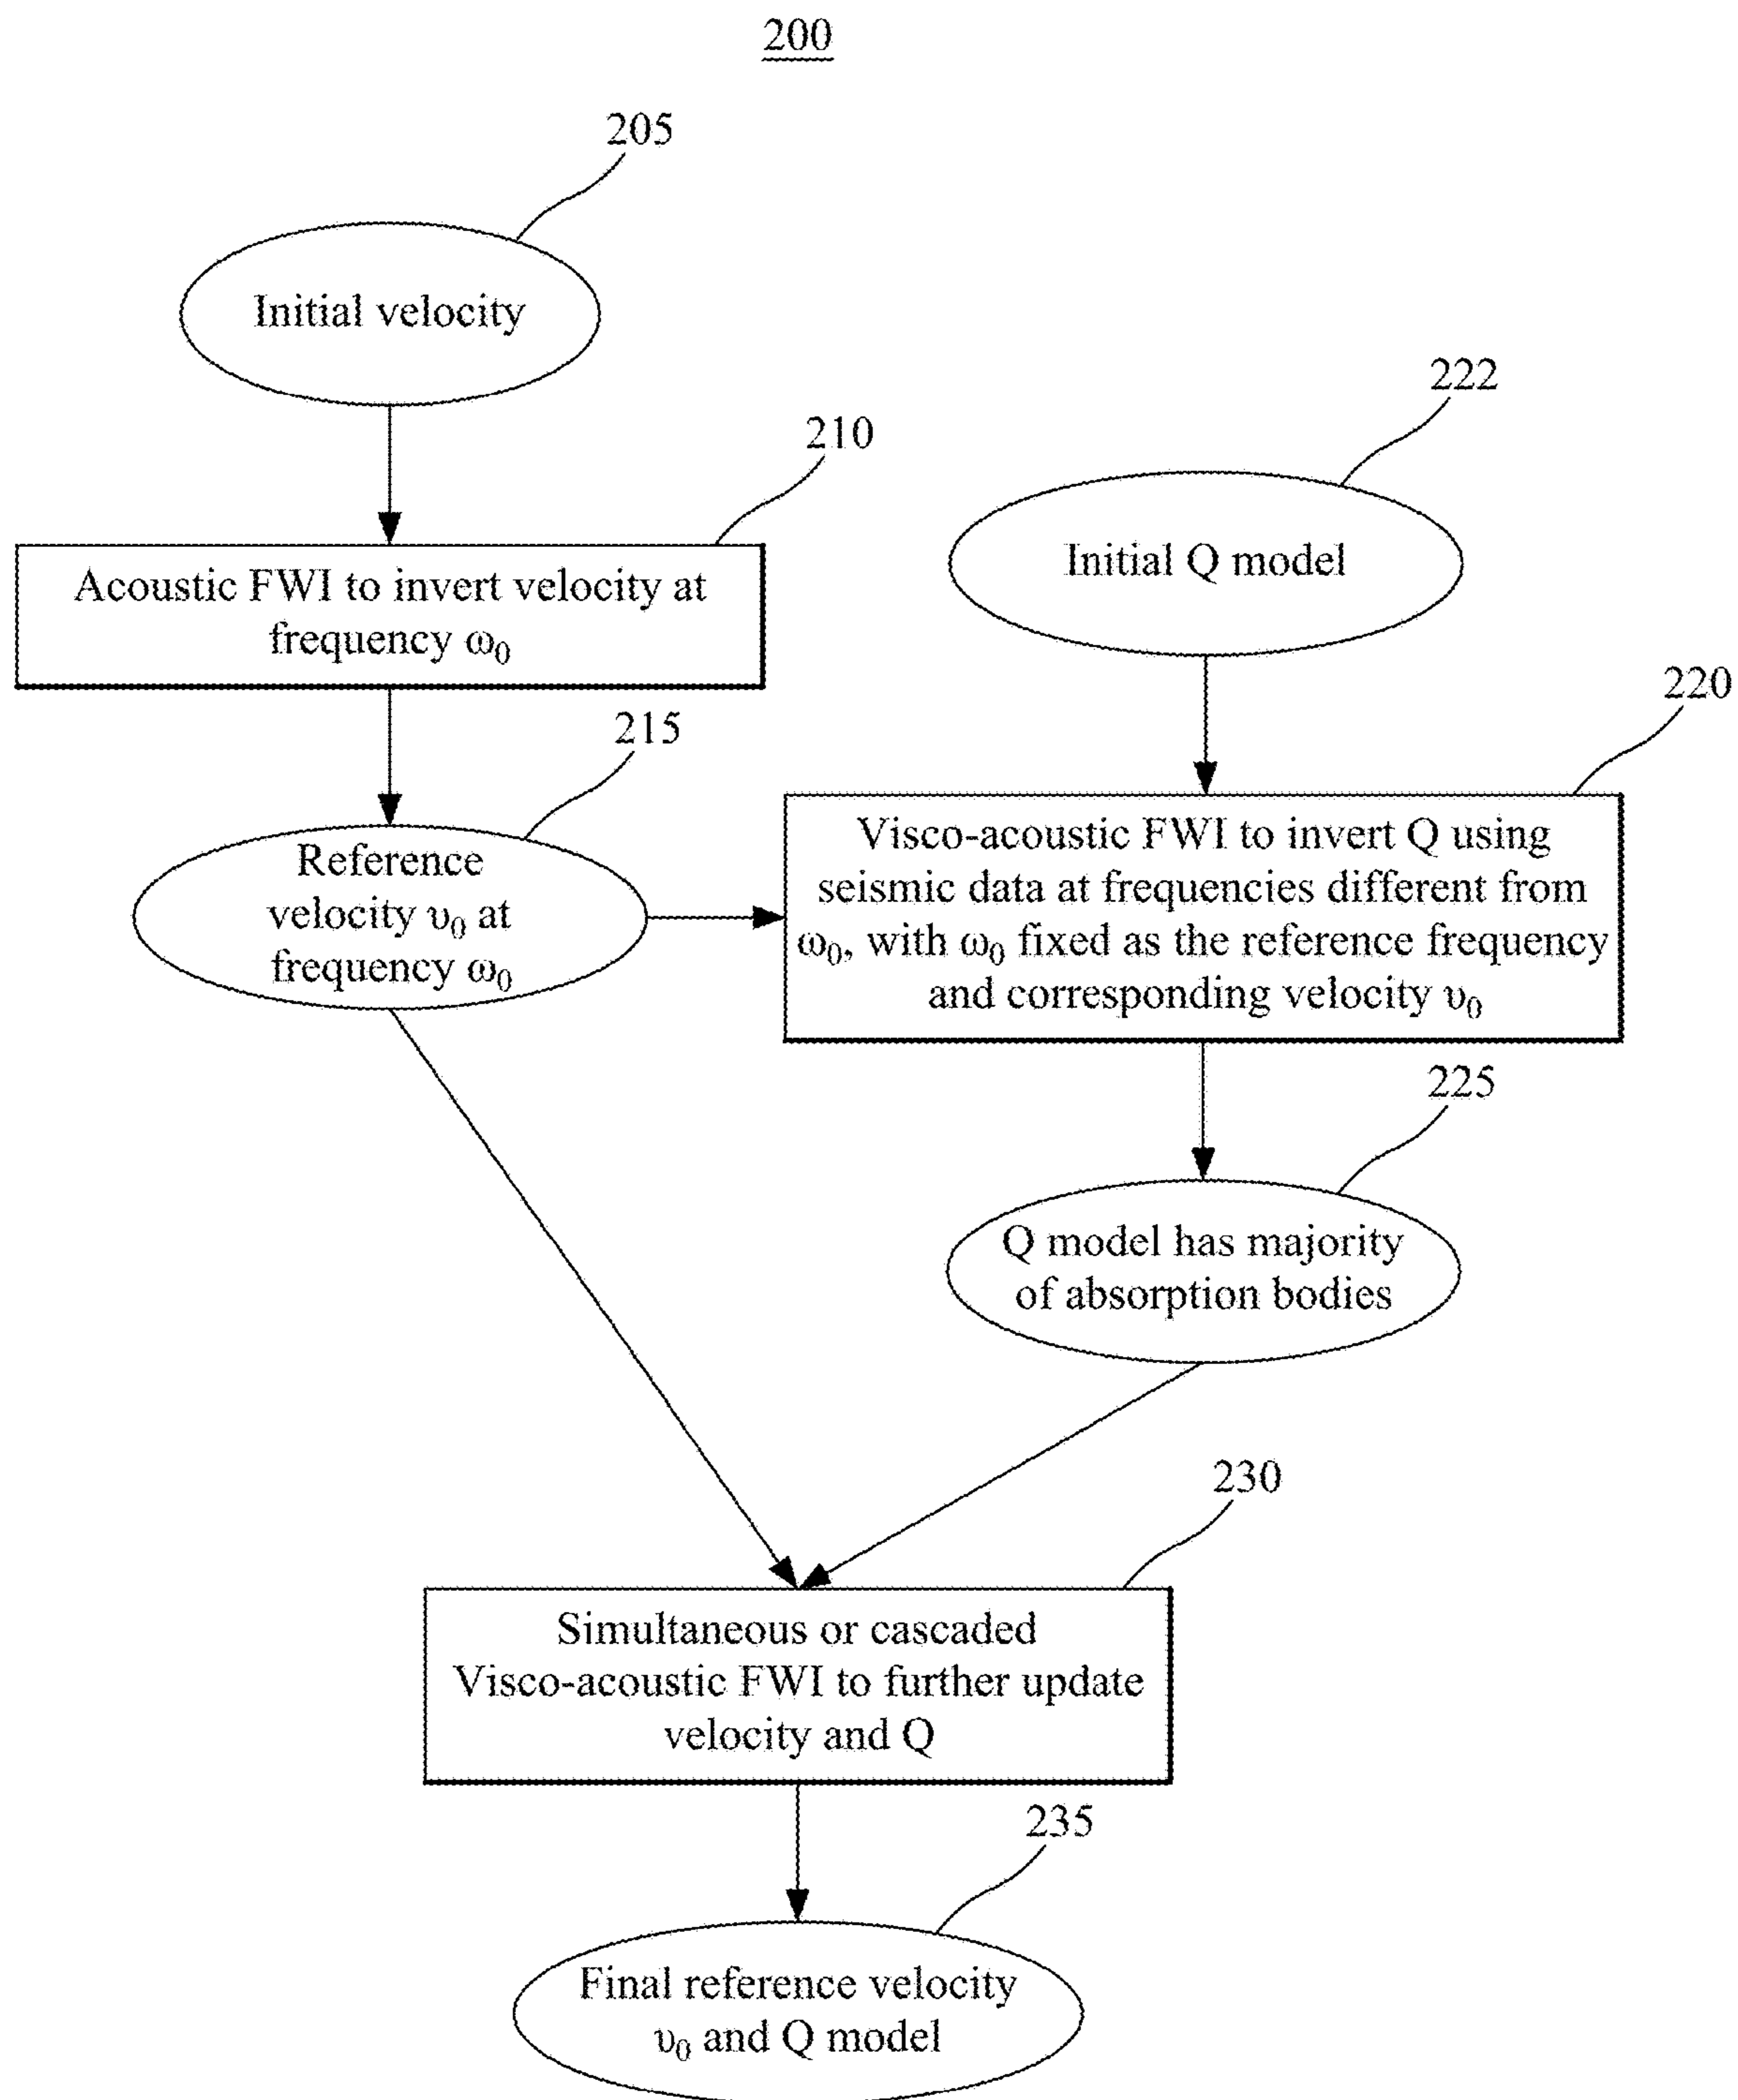 200
205
Initial velocity
222
210
Initial Q model
Acoustic FWI to invert velocity at
frequency ω₀
220
215
Visco-acoustic FWI to invert Q using
seismic data at frequencies different from
ω₀, with ω₀ fixed as the reference frequency
and corresponding velocity υ₀
Reference
velocity υ₀ at
frequency ω₀
225
Q model has majority
of absorption bodies
230
Simultaneous or cascaded
Visco-acoustic FWI to further update
velocity and Q
235
Final reference velocity
υ₀ and Q model